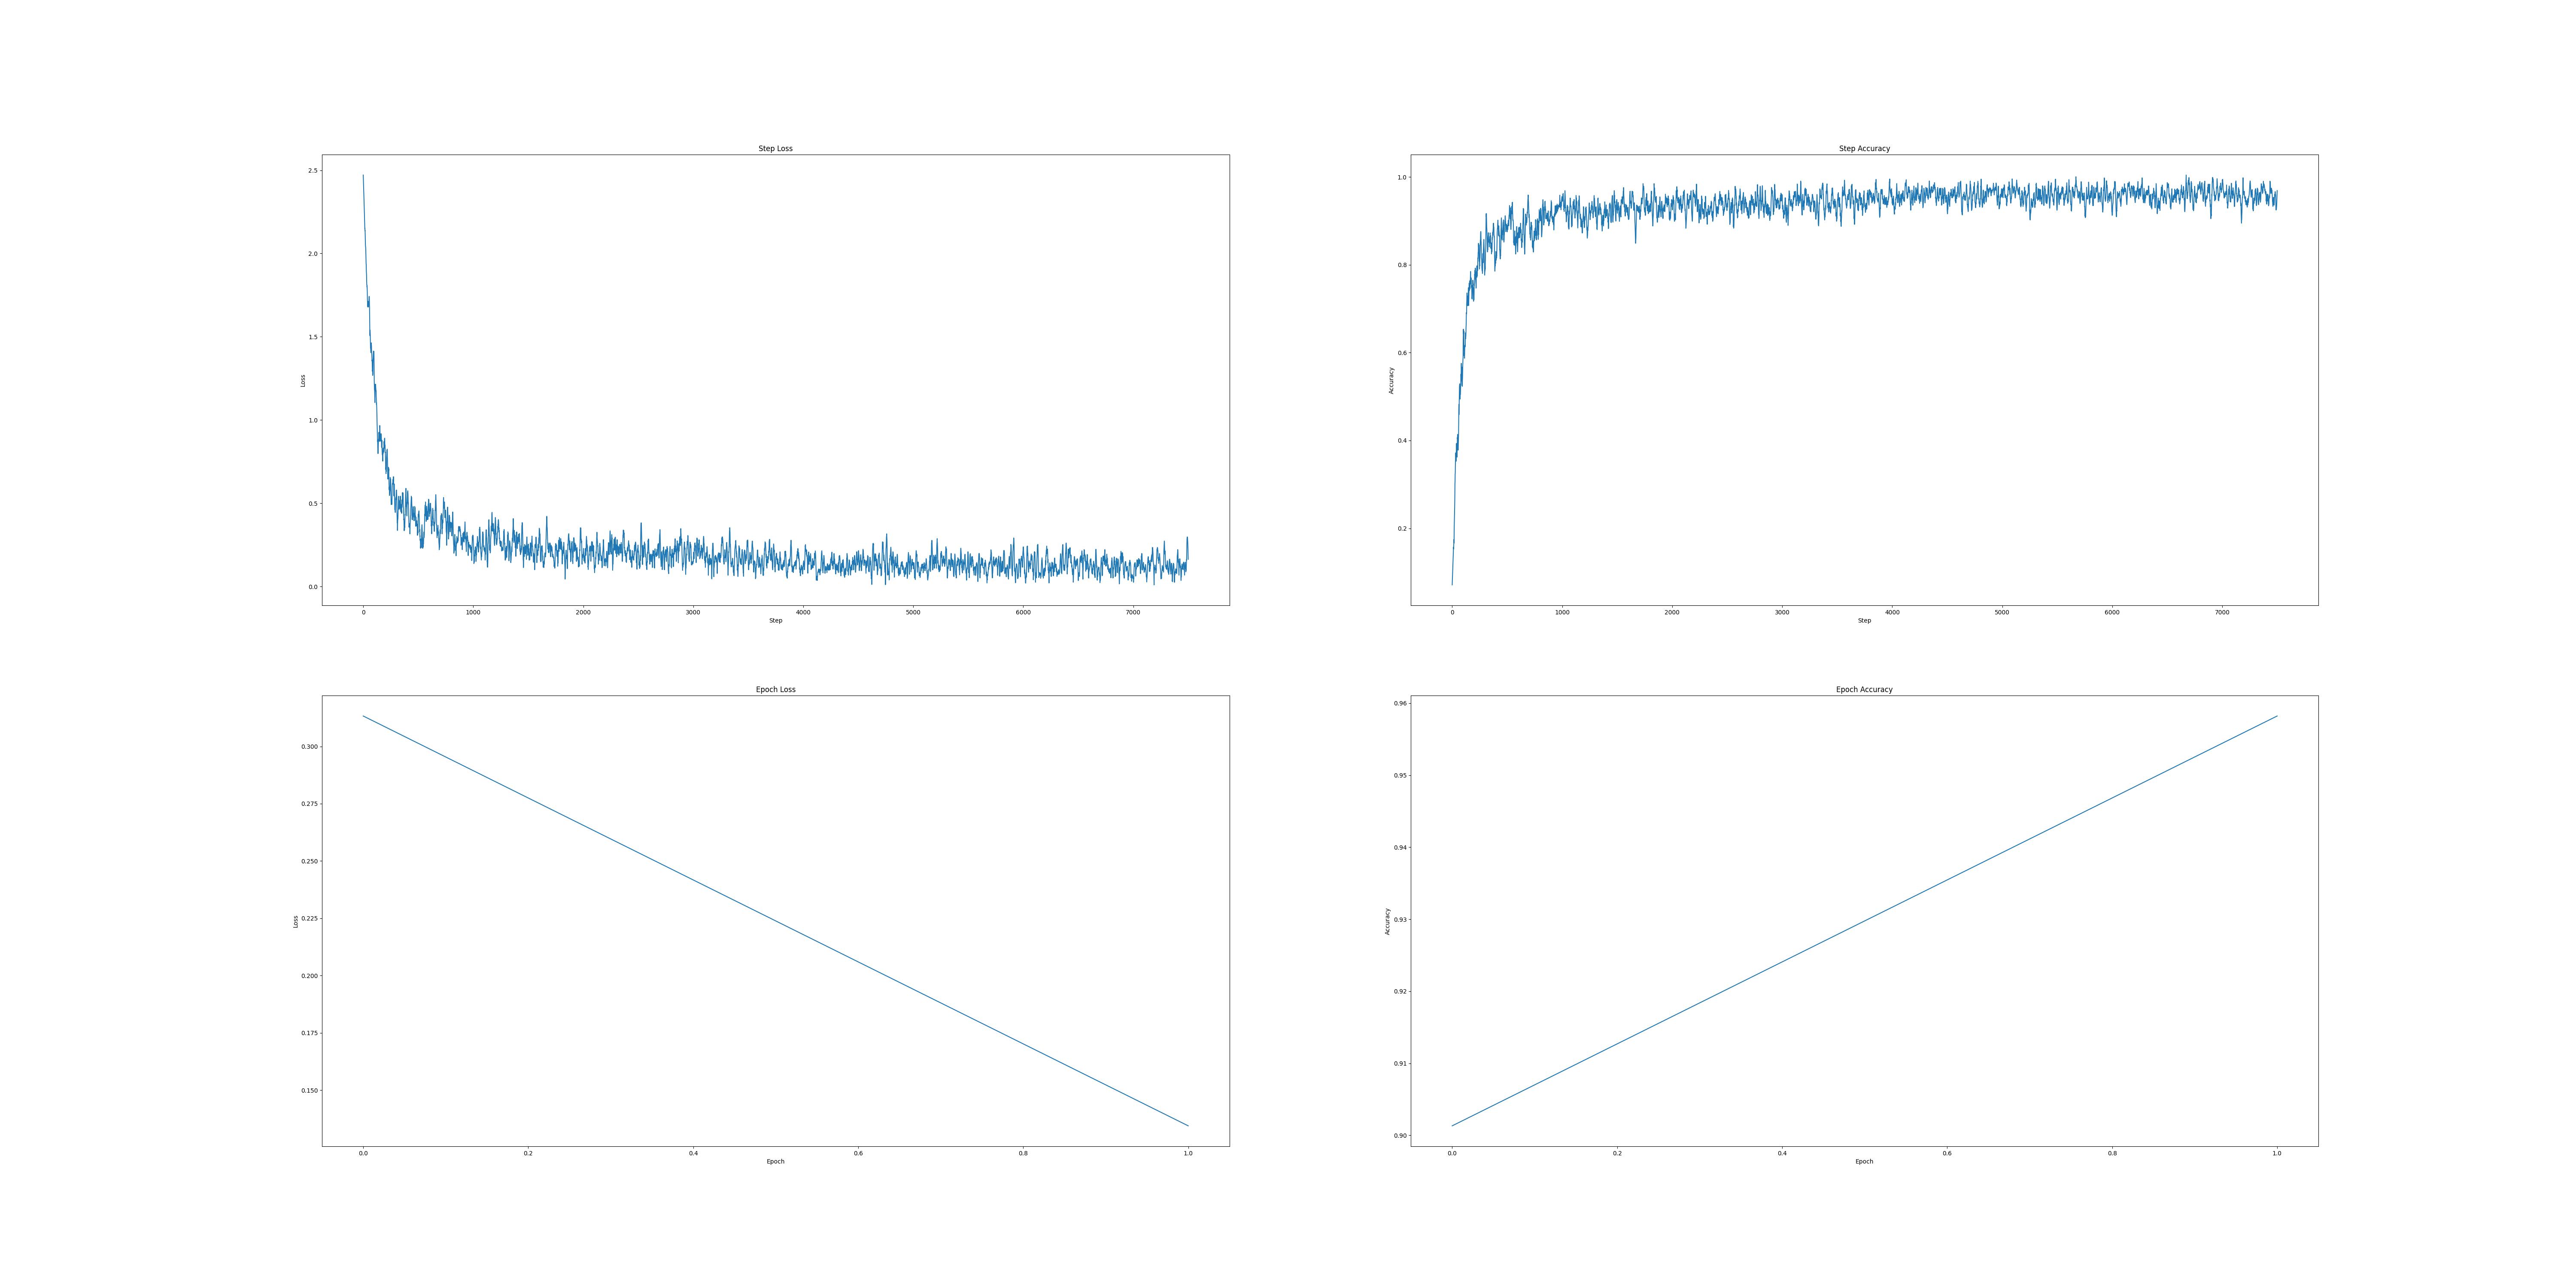 Step Loss
2.5
2.0
1.5
1.0
0.5
0.0
Loss
0 1000 2000 3000 4000 5000 6000 7000
Step
Step Accuracy
1.0
0.8
0.6
0.4
0.2
Accuracy
0 1000 2000 3000 4000 5000 6000 7000
Step
Epoch Loss
0.300
0.275
0.250
0.225
0.200
0.175
0.150
Loss
0.0 0.2 0.4 0.6 0.8 1.0
Epoch
Epoch Accuracy
0.96
0.95
0.94
0.93
0.92
0.91
0.90
Accuracy
0.0 0.2 0.4 0.6 0.8 1.0
Epoch